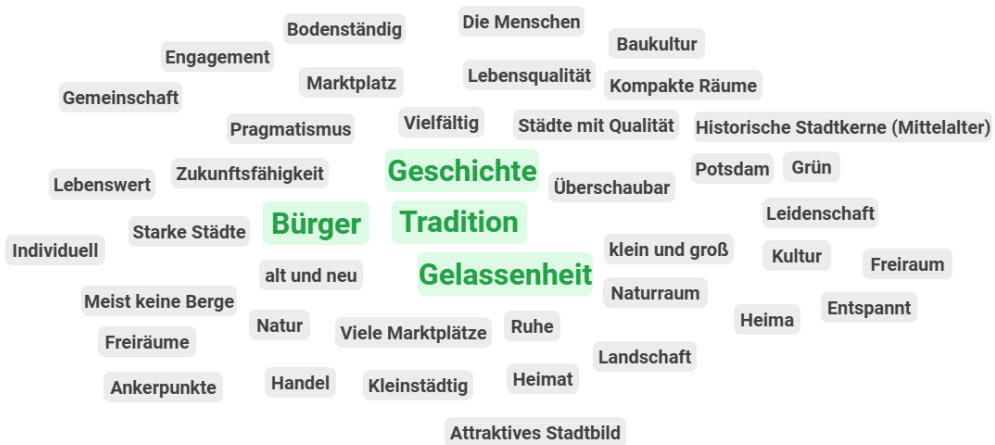 Die Menschen
Bodenständig
Baukultur
Engagement
Lebensqualität
Marktplatz
Kompakte Räume
Gemeinschaft
Vielfältig
Städte mit Qualität
Historische Stadtkerne (Mittelalter)
Pragmatismus
Grün
Potsdam
Geschichte
Zukunftsfähigkeit
Lebenswert
Überschaubar
Leidenschaft
Tradition
Bürger
Starke Städte
Individuell
klein und groß
Kultur
Freiraum
alt und neu
Gelassenheit
Naturraum
Meist keine Berge
Entspannt
Heima
Natur
Ruhe
Viele Marktplätze
Freiräume
Landschaft
Heimat
Handel
Kleinstädtig
Ankerpunkte
Attraktives Stadtbild